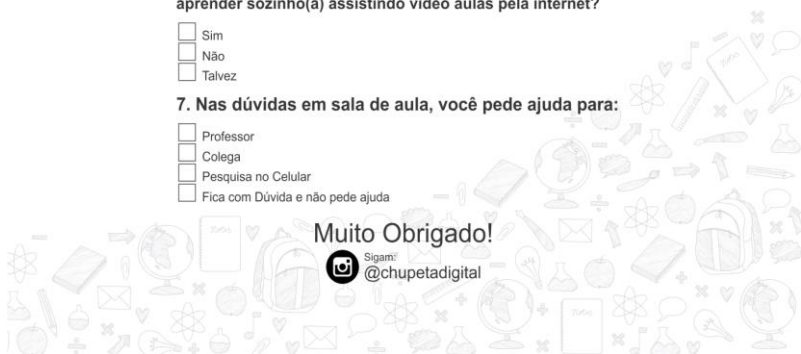 aprender sozinho(a) assistindo vídeo aulas pela internet?
Sim
Não
Talvez
7. Nas dúvidas em sala de aula, você pede ajuda para:
Professor
Colega
Pesquisa no Celular
Fica com Dúvida e não pede ajuda
Muito Obrigado!
Sigam:
@chupetadigital